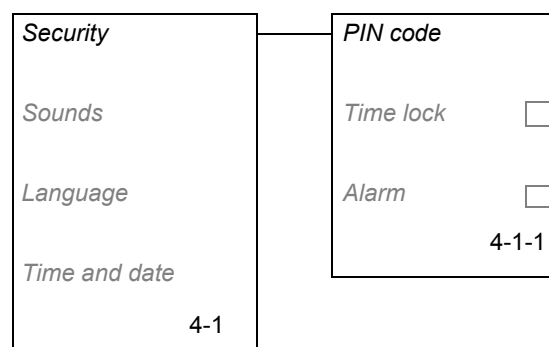 Security
Sounds
Language
Time and date
4-1
PIN code
Time lock
Alarm
4-1-1